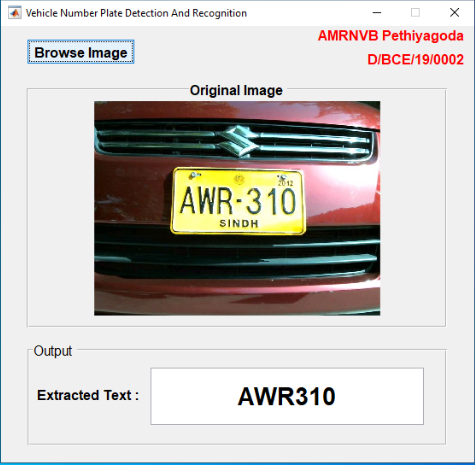 Vehicle Number Plate Detection And Recognition
Browse Image
AMRNVB Pethiyagoda
D/BCE/19/0002
Original Image
2012
AWR-310
SINDH
Output
Extracted Text :
AWR310